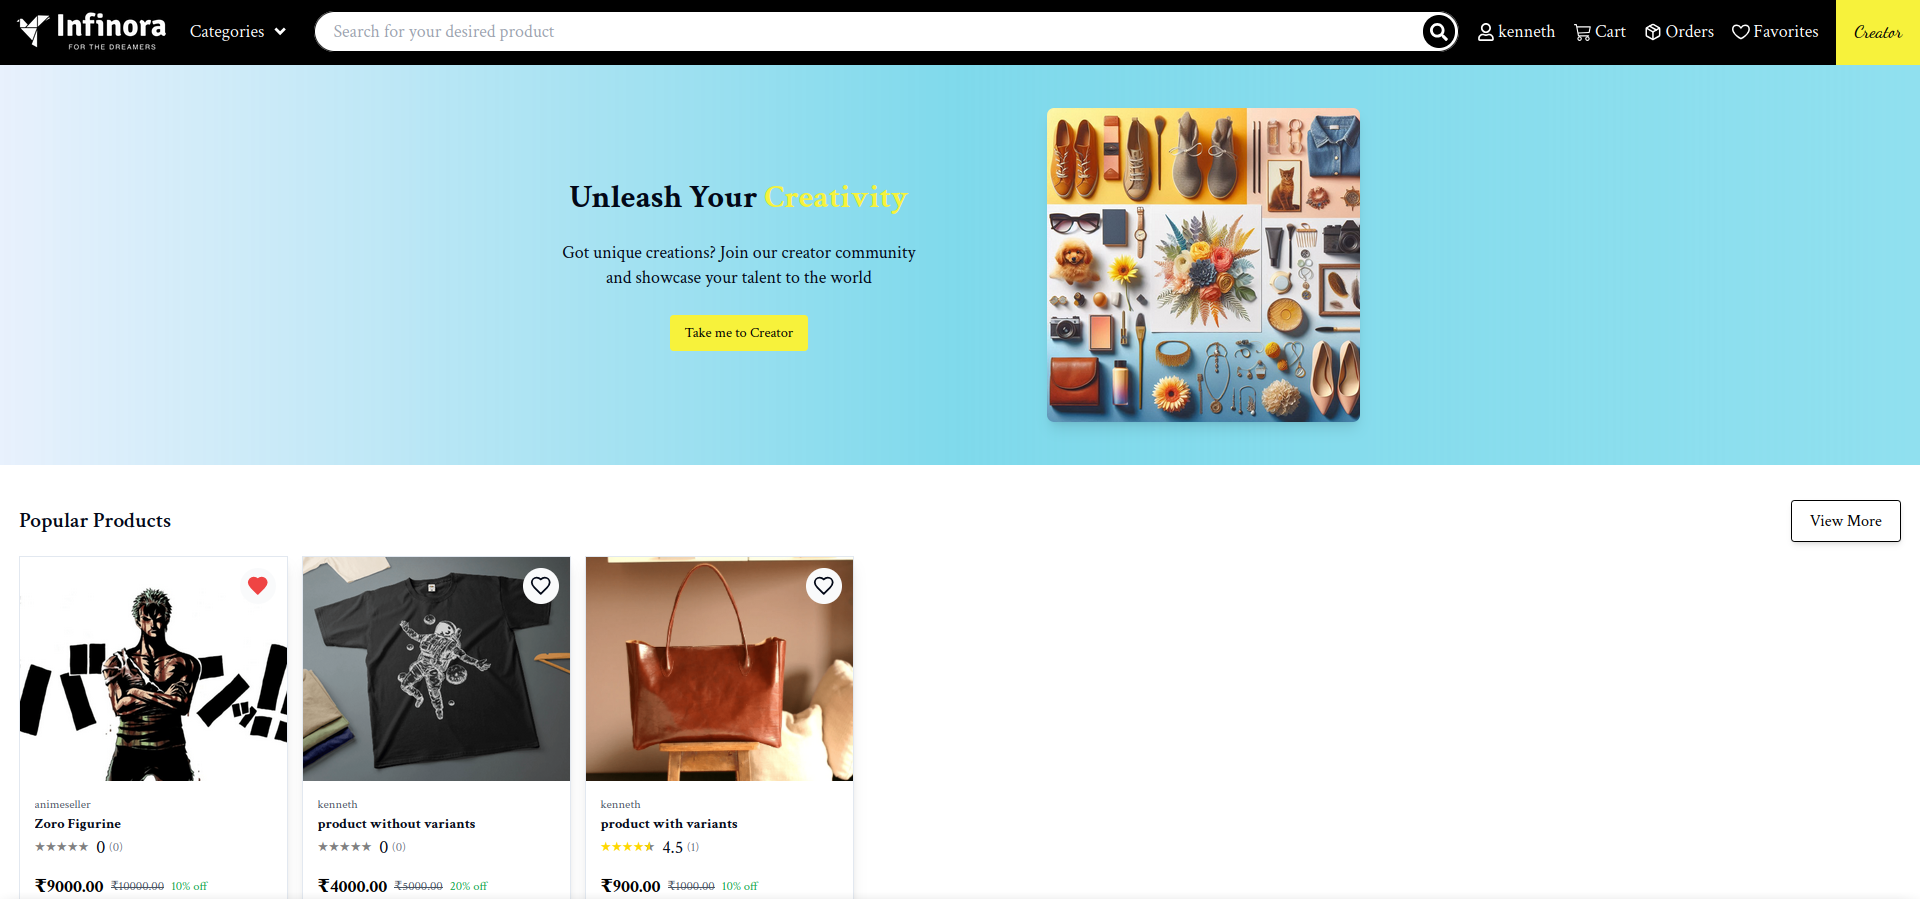 Infinora
FOR THE DREAMERS
Categories
Search for your desired product
kenneth
Cart
Orders
Favorites
Creator
Unleash Your Creativity
Got unique creations? Join our creator community
and showcase your talent to the world
Take me to Creator
Popular Products
View More
animeseller
Zoro Figurine
0 (0)
₹9000.00 ₹10000.00 10% off
kenneth
product without variants
0 (0)
₹4000.00 ₹5000.00 20% off
kenneth
product with variants
4.5 (1)
₹900.00 ₹1000.00 10% off